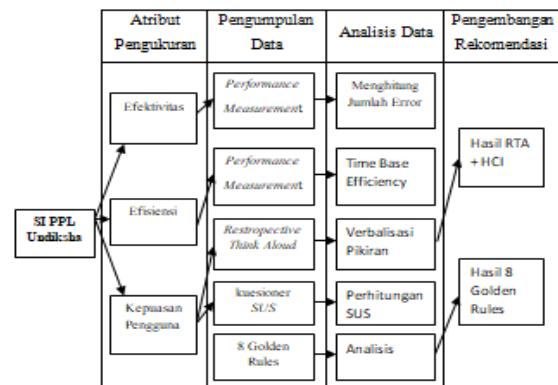 Atribut
Pengukuran
Pengumpulan
Data
Analisis Data
Pengembangan
Rekomendasi
SI PPL
Undiksha
Efektivitas
Efisiensi
Kepuasan
Pengguna
Performance
Measurement
Performance
Measurement
Restropective
Think Aloud
kuesioner
SUS
8 Golden
Rules
Menghitung
Jumlah Error
Time Base
Efficiency
Verbalisasi
Pikiran
Perhitungan
SUS
Analisis
Hasil RTA
+ HCI
Hasil 8
Golden
Rules